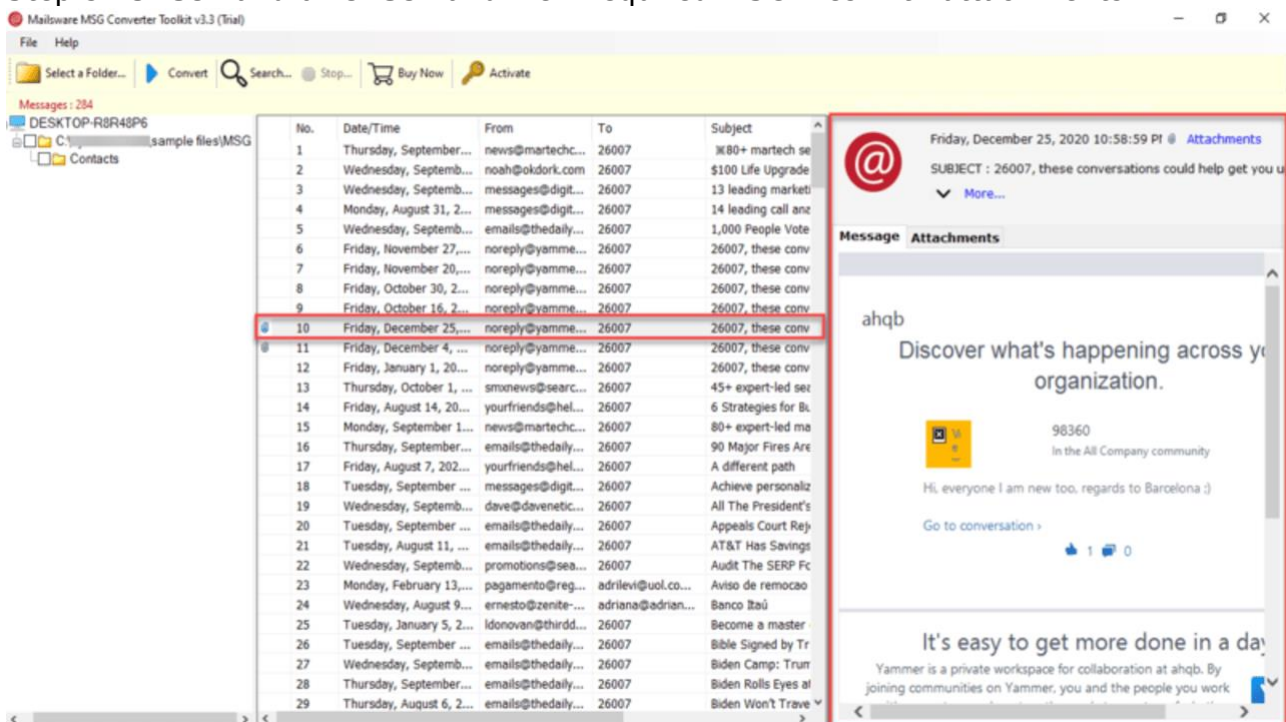 Mailsware MSG Converter Toolkit v3.3 (Trial)
File Help
Select a Folder... Convert Search... Stop... Buy Now Activate
Messages : 284
DESKTOP-R8R48P6
C:\ sample files\MSG
Contacts
No. Date/Time From To Subject
1 Thursday, September... news@martechc... 26007 ⌘80+ martech se
2 Wednesday, Septemb... noah@okdork.com 26007 $100 Life Upgrade
3 Wednesday, Septemb... messages@digit... 26007 13 leading marketi
4 Monday, August 31, 2... messages@digit... 26007 14 leading call ana
5 Wednesday, Septemb... emails@thedaily... 26007 1,000 People Vote
6 Friday, November 27,... noreply@yamme... 26007 26007, these conv
7 Friday, November 20,... noreply@yamme... 26007 26007, these conv
8 Friday, October 30, 2... noreply@yamme... 26007 26007, these conv
9 Friday, October 16, 2... noreply@yamme... 26007 26007, these conv
10 Friday, December 25,... noreply@yamme... 26007 26007, these conv
11 Friday, December 4, ... noreply@yamme... 26007 26007, these conv
12 Friday, January 1, 20... noreply@yamme... 26007 26007, these conv
13 Thursday, October 1, ... smxnews@searc... 26007 45+ expert-led sea
14 Friday, August 14, 20... yourfriends@hel... 26007 6 Strategies for Bu
15 Monday, September 1... news@martechc... 26007 80+ expert-led ma
16 Thursday, September... emails@thedaily... 26007 90 Major Fires Are
17 Friday, August 7, 202... yourfriends@hel... 26007 A different path
18 Tuesday, September ... messages@digit... 26007 Achieve personaliz
19 Wednesday, Septemb... dave@davenetic... 26007 All The President's
20 Tuesday, September ... emails@thedaily... 26007 Appeals Court Rej
21 Tuesday, August 11, ... emails@thedaily... 26007 AT&T Has Savings
22 Wednesday, Septemb... promotions@sea... 26007 Audit The SERP Fo
23 Monday, February 13,... pagamento@reg... adrilevi@uol.co... Aviso de remocao
24 Wednesday, August 9... ernesto@zenite-... adriana@adrian... Banco Itaú
25 Tuesday, January 5, 2... ldonovan@thirdd... 26007 Become a master
26 Tuesday, September ... emails@thedaily... 26007 Bible Signed by Tr
27 Wednesday, Septemb... emails@thedaily... 26007 Biden Camp: Trum
28 Thursday, September... emails@thedaily... 26007 Biden Rolls Eyes at
29 Thursday, August 6, 2... emails@thedaily... 26007 Biden Won't Trave
Friday, December 25, 2020 10:58:59 PM Attachments
SUBJECT : 26007, these conversations could help get you u
More...
Message Attachments
ahqb
Discover what's happening across yo
organization.
98360
In the All Company community
Hi, everyone I am new too, regards to Barcelona ;)
Go to conversation ›
1 0
It's easy to get more done in a day
Yammer is a private workspace for collaboration at ahqb. By
joining communities on Yammer, you and the people you work